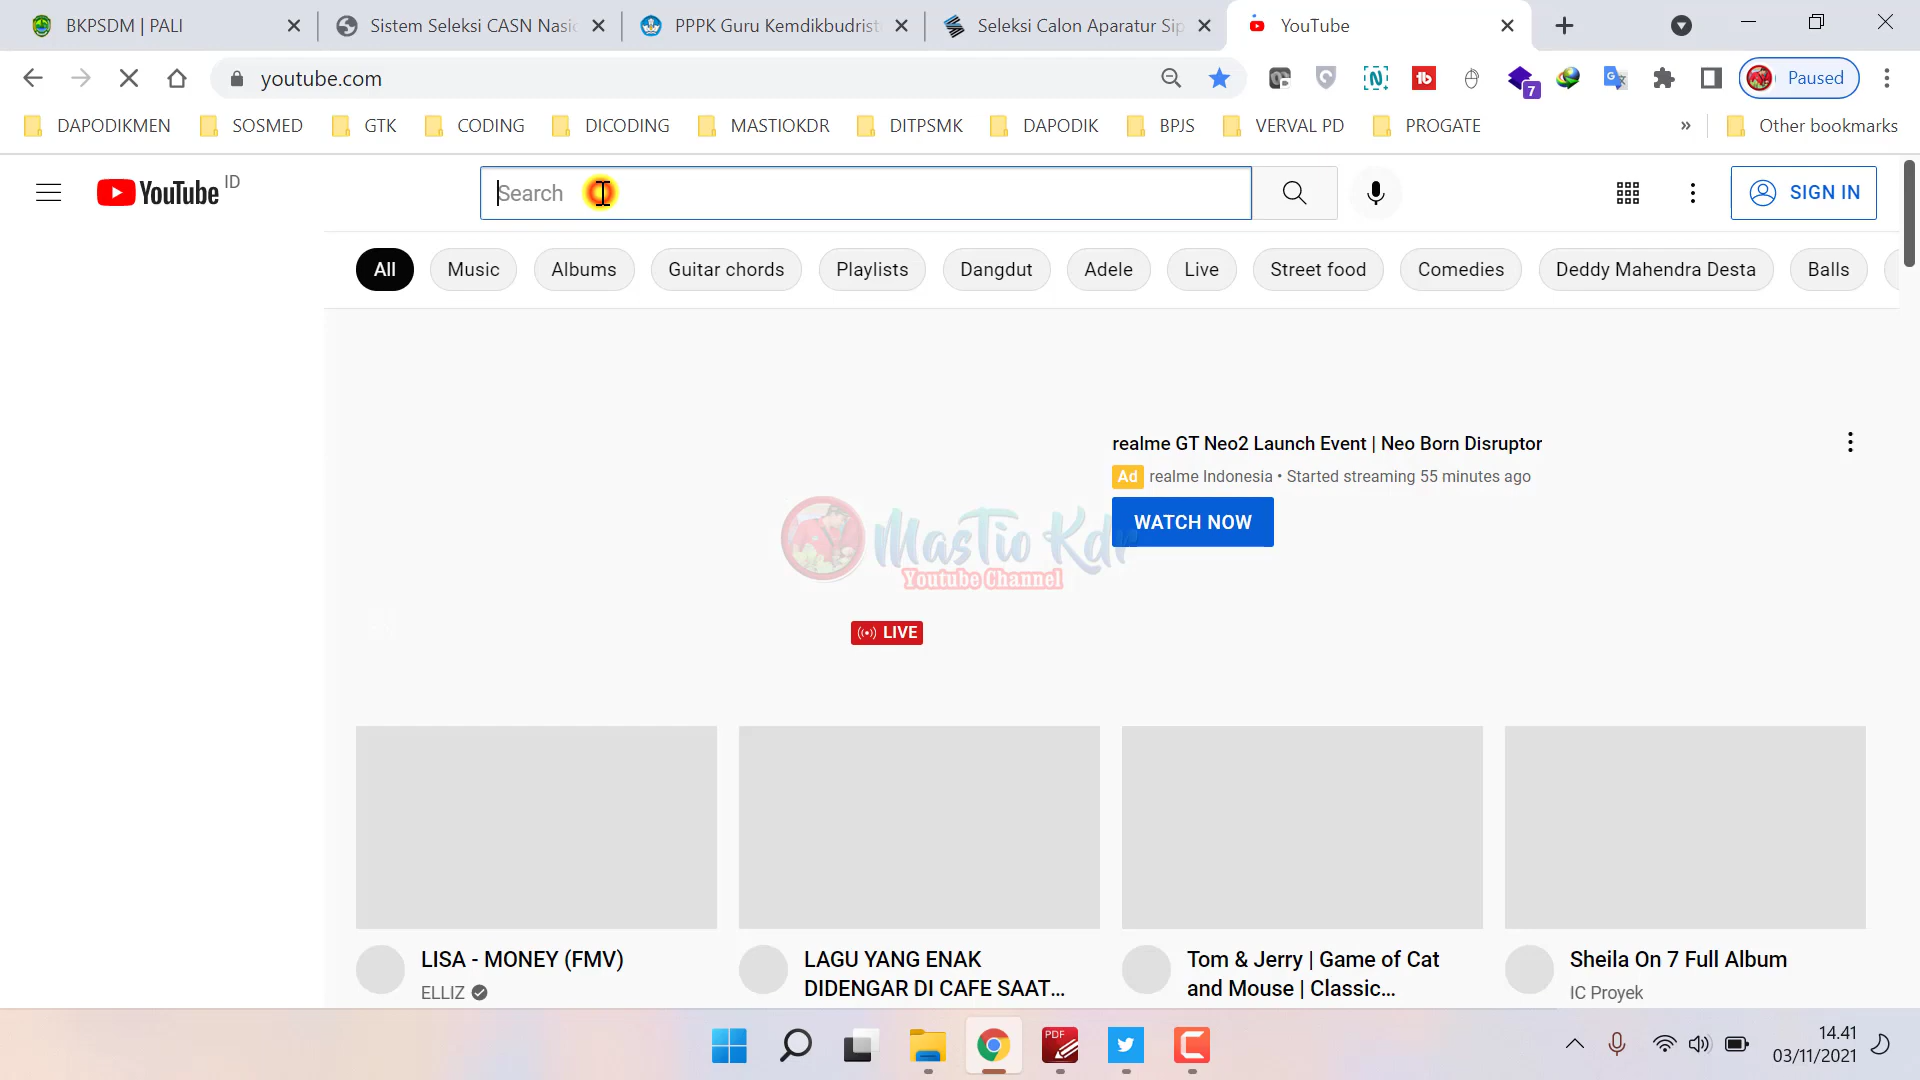 BKPSDM | PALI
Sistem Seleksi CASN Nasio
PPPK Guru Kemdikbudrist
Seleksi Calon Aparatur Sip
YouTube
youtube.com
7
Paused
DAPODIKMEN
SOSMED
GTK
CODING
DICODING
MASTIOKDR
DITPSMK
DAPODIK
BPJS
VERVAL PD
PROGATE
»
Other bookmarks
YouTube ID
Search
SIGN IN
All
Music
Albums
Guitar chords
Playlists
Dangdut
Adele
Live
Street food
Comedies
Deddy Mahendra Desta
Balls
realme GT Neo2 Launch Event | Neo Born Disruptor
Ad realme Indonesia • Started streaming 55 minutes ago
WATCH NOW
MasTio Kdr
Youtube Channel
LIVE
LISA - MONEY (FMV)
ELLIZ
LAGU YANG ENAK
DIDENGAR DI CAFE SAAT...
Tom & Jerry | Game of Cat
and Mouse | Classic...
Sheila On 7 Full Album
IC Proyek
PDF
14.41
03/11/2021